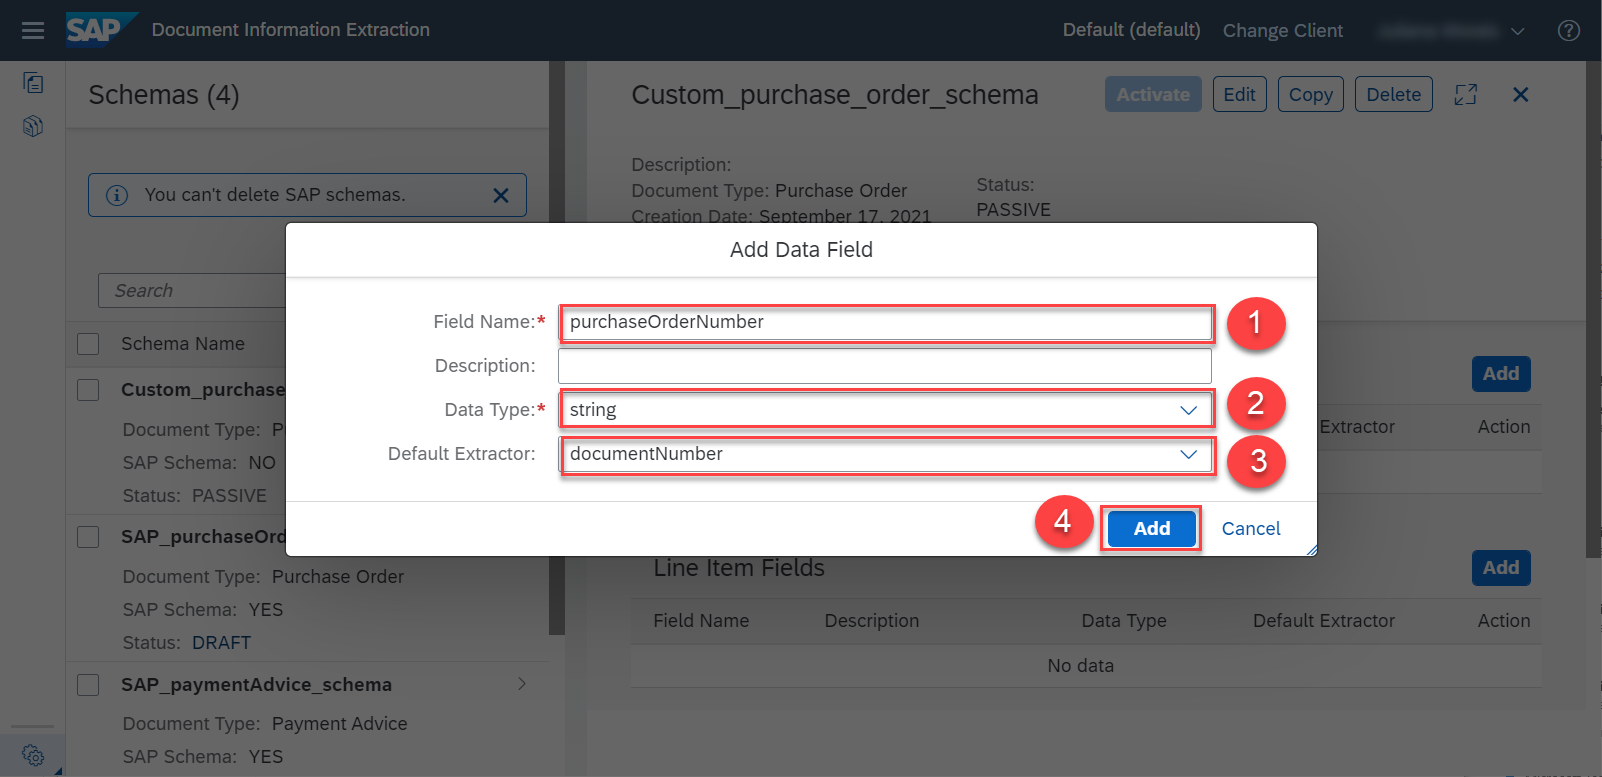 SAP Document Information Extraction Default (default) Change Client
Schemas (4)
Custom_purchase_order_schema Activate Edit Copy Delete
You can't delete SAP schemas.
Description:
Document Type: Purchase Order
Creation Date: September 17, 2021
Status:
PASSIVE
Search
Schema Name
Custom_purchase
Document Type: P
SAP Schema: NO
Status: PASSIVE
SAP_purchaseOrd
Document Type: Purchase Order
SAP Schema: YES
Status: DRAFT
SAP_paymentAdvice_schema
Document Type: Payment Advice
SAP Schema: YES
Add Data Field
Field Name:* purchaseOrderNumber 1
Description:
Data Type:* string 2
Default Extractor: documentNumber 3
4 Add Cancel
Add
Extractor Action
Line Item Fields Add
Field Name Description Data Type Default Extractor Action
No data